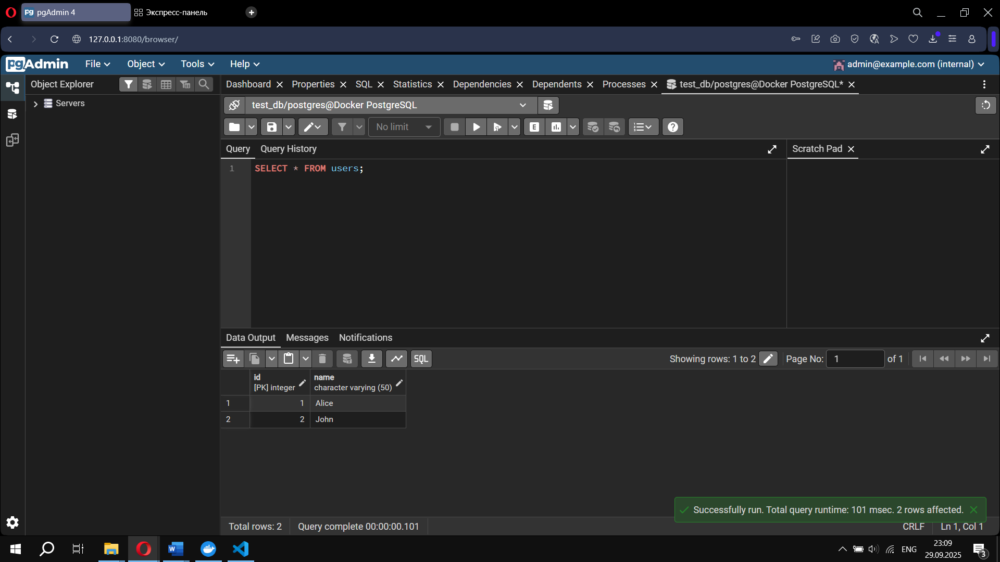 pgAdmin 4
Экспресс-панель
127.0.0.1:8080/browser/
pgAdmin
File
Object
Tools
Help
admin@example.com (internal)
Object Explorer
Dashboard
Properties
SQL
Statistics
Dependencies
Dependents
Processes
test_db/postgres@Docker PostgreSQL*
Servers
test_db/postgres@Docker PostgreSQL
No limit
E
Query
Query History
Scratch Pad
1
SELECT * FROM users;
Data Output
Messages
Notifications
SQL
Showing rows: 1 to 2
Page No:
1
of 1
id
[PK] integer
name
character varying (50)
1
1
Alice
2
2
John
Successfully run. Total query runtime: 101 msec. 2 rows affected.
Total rows: 2
Query complete 00:00:00.101
CRLF
Ln 1, Col 1
ENG
23:09
29.09.2025
3